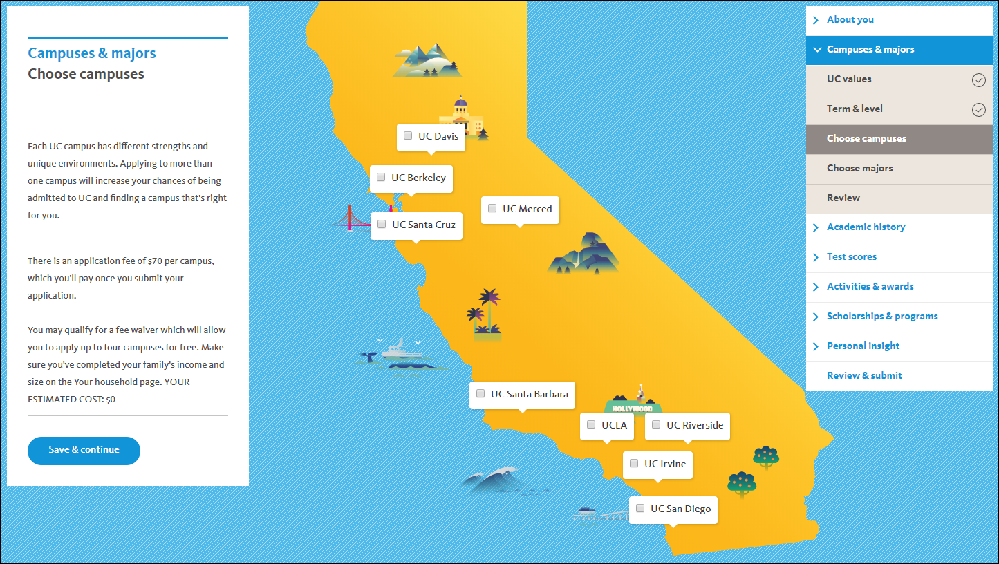 Campuses & majors
Choose campuses
Each UC campus has different strengths and
unique environments. Applying to more than
one campus will increase your chances of being
admitted to UC and finding a campus that's right
for you.
There is an application fee of $70 per campus,
which you'll pay once you submit your
application.
You may qualify for a fee waiver which will allow
you to apply up to four campuses for free. Make
sure you've completed your family's income and
size on the Your household page. YOUR
ESTIMATED COST: $0
Save & continue
UC Davis
UC Berkeley
UC Merced
UC Santa Cruz
UC Santa Barbara
HOLLYWOOD
UCLA
UC Riverside
UC Irvine
UC San Diego
About you
Campuses & majors
UC values
Term & level
Choose campuses
Choose majors
Review
Academic history
Test scores
Activities & awards
Scholarships & programs
Personal insight
Review & submit